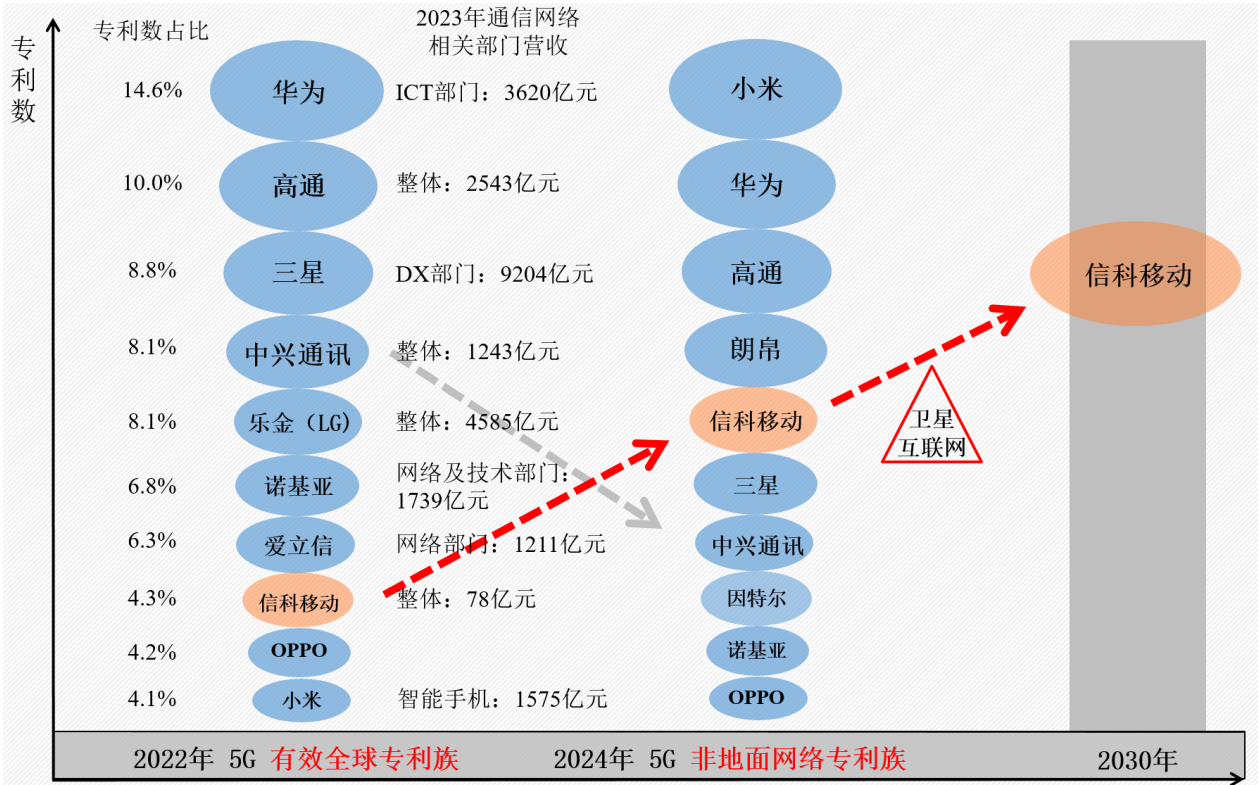 专利数
专利数占比
2023年通信网络
相关部门营收
14.6%
华为
ICT部门：3620亿元
小米
10.0%
高通
整体：2543亿元
华为
8.8%
三星
DX部门：9204亿元
高通
信科移动
8.1%
中兴通讯
整体：1243亿元
朗帛
8.1%
乐金（LG）
整体：4585亿元
信科移动
卫星
互联网
6.8%
诺基亚
网络及技术部门：
1739亿元
三星
6.3%
爱立信
网络部门：1211亿元
中兴通讯
4.3%
信科移动
整体：78亿元
因特尔
4.2%
OPPO
诺基亚
4.1%
小米
智能手机：1575亿元
OPPO
2022年 5G 有效全球专利族
2024年 5G 非地面网络专利族
2030年